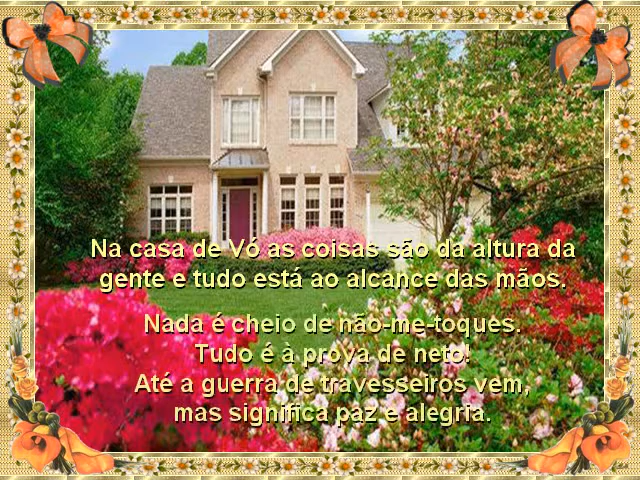 Na casa de Vó as coisas são da altura da
gente e tudo está ao alcance das mãos.
Nada é cheio de não-me-toques.
Tudo é à prova de neto!
Até a guerra de travesseiros vem,
mas significa paz e alegria.